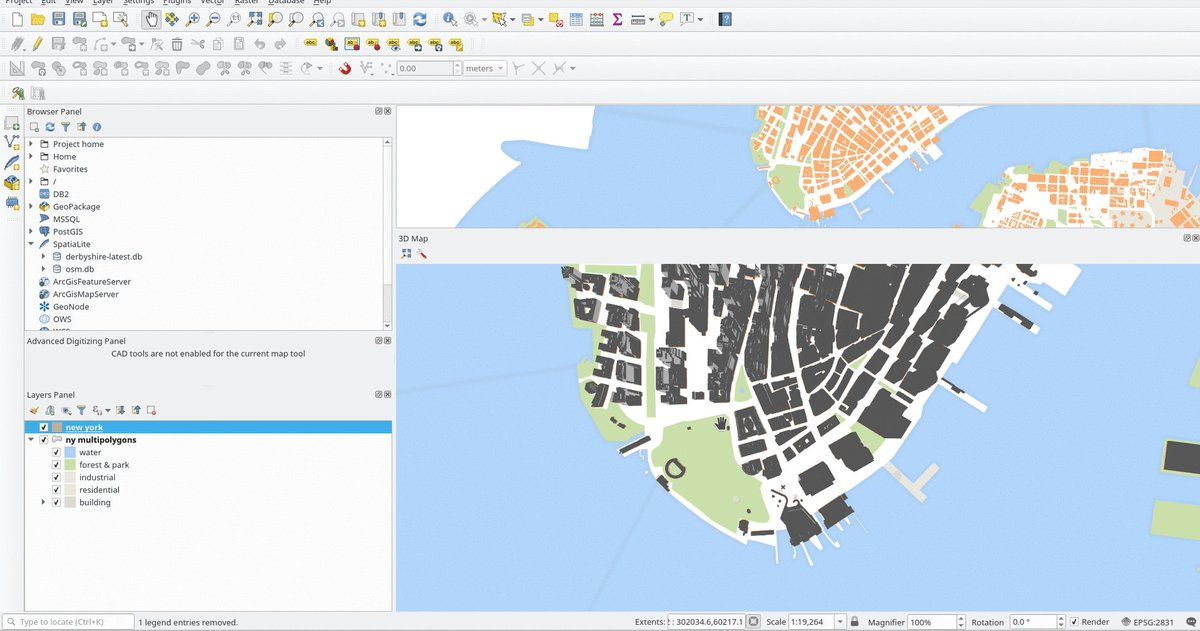 Project Edit View Layer Settings Plugins Vector Raster Database Help
0.00 meters
Browser Panel
Project home
Home
Favorites
/
DB2
GeoPackage
MSSQL
PostGIS
SpatiaLite
derbyshire-latest.db
osm.db
ArcGisFeatureServer
ArcGisMapServer
GeoNode
OWS
3D Map
Advanced Digitizing Panel
CAD tools are not enabled for the current map tool
Layers Panel
new york
ny multipolygons
water
forest & park
industrial
residential
building
Type to locate (Ctrl+K) 1 legend entries removed. Extents: : 302034.6,60217.1 Scale 1:19,264 Magnifier 100% Rotation 0.0 ° Render EPSG:2831